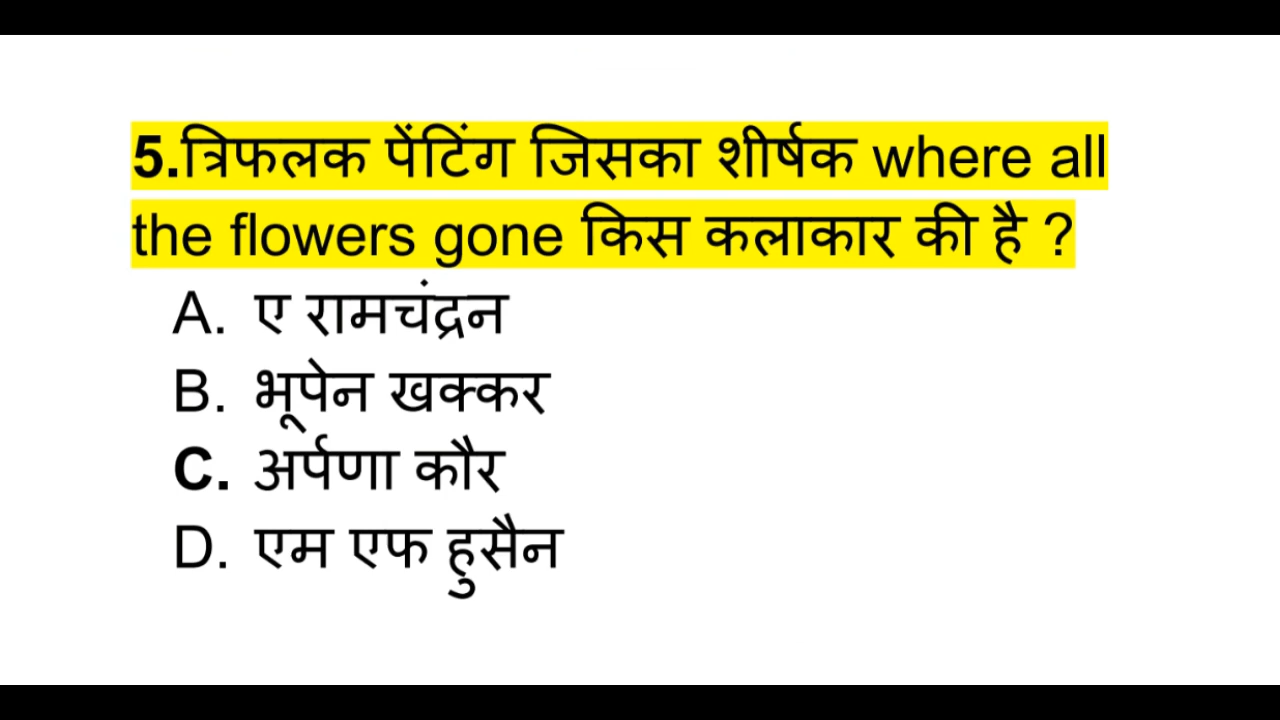 5.त्रिफलक पेंटिंग जिसका शीर्षक where all
the flowers gone किस कलाकार की है ?
A. ए रामचंद्रन
B. भूपेन खक्कर
C. अर्पणा कौर
D. एम एफ हुसैन